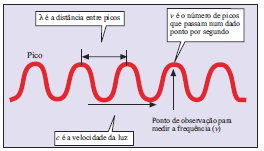 λ é a distância entre picos
ν é o número de picos
que passam num dado
ponto por segundo
Pico
Ponto de observação para
medir a frequência (ν)
c é a velocidade da luz